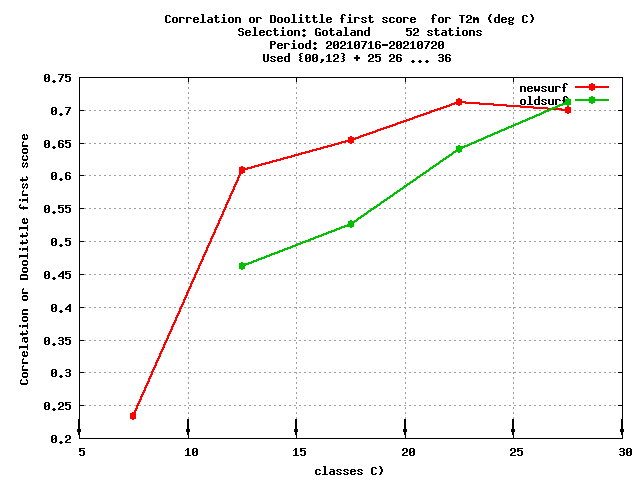 Correlation or Doolittle first score  for T2m (deg C)
Selection: Gotaland     52 stations
Period: 20210716-20210720
Used {00,12} + 25 26 ... 36
newsurf
oldsurf
Correlation or Doolittle first score
0.75
0.7
0.65
0.6
0.55
0.5
0.45
0.4
0.35
0.3
0.25
0.2
5 10 15 20 25 30
classes C)